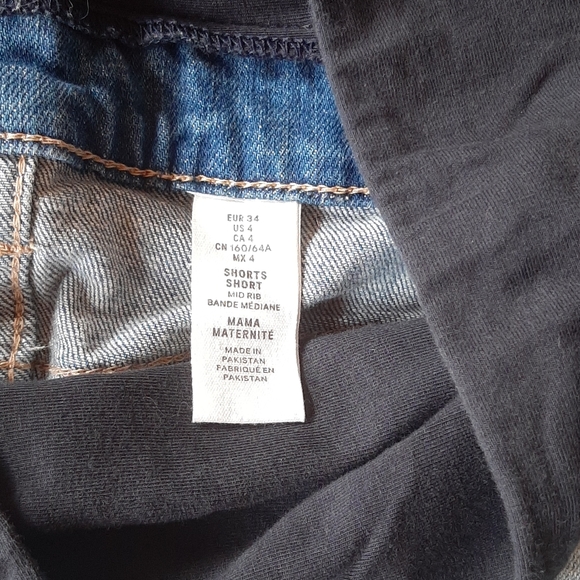 EUR 34
US 4
CA 4
CN 160/64A
MX 4
SHORTS
SHORT
MID RIB
BANDE MÉDIANE
MAMA
MATERNITÉ
MADE IN
PAKISTAN
FABRIQUÉ EN
PAKISTAN